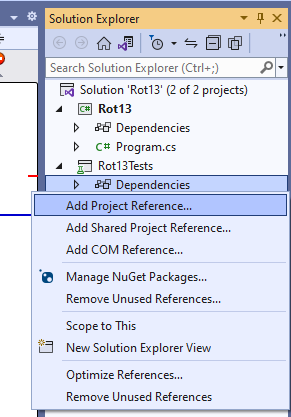 Solution Explorer
Search Solution Explorer (Ctrl+;)
Solution 'Rot13' (2 of 2 projects)
Rot13
Dependencies
C# Program.cs
Rot13Tests
Dependencies
Add Project Reference...
Add Shared Project Reference...
Add COM Reference...
Manage NuGet Packages...
Remove Unused References...
Scope to This
New Solution Explorer View
Optimize References...
Remove Unused References